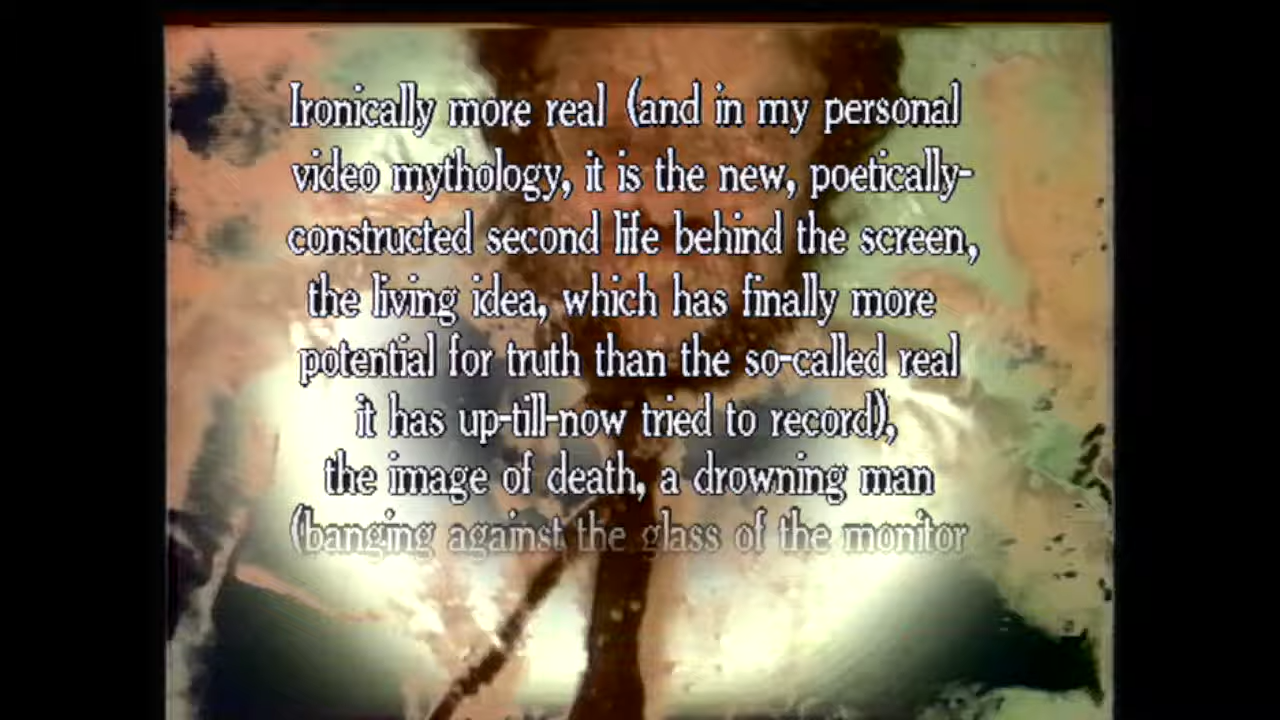 Ironically more real (and in my personal
video mythology, it is the new, poetically-
constructed second life behind the screen,
the living idea, which has finally more
potential for truth than the so-called real
it has up-till-now tried to record),
the image of death, a drowning man
(banging against the glass of the monitor